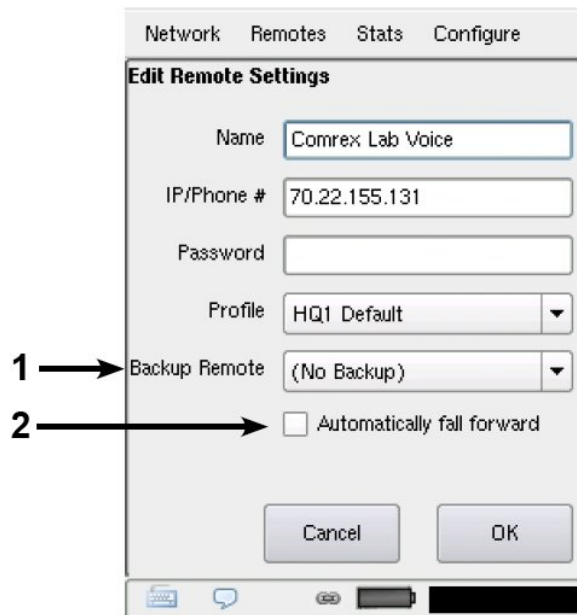 Network Remotes Stats Configure
Edit Remote Settings
Name Comrex Lab Voice
IP/Phone # 70.22.155.131
Password
Profile HQ1 Default
1 Backup Remote (No Backup)
2 Automatically fall forward
Cancel OK